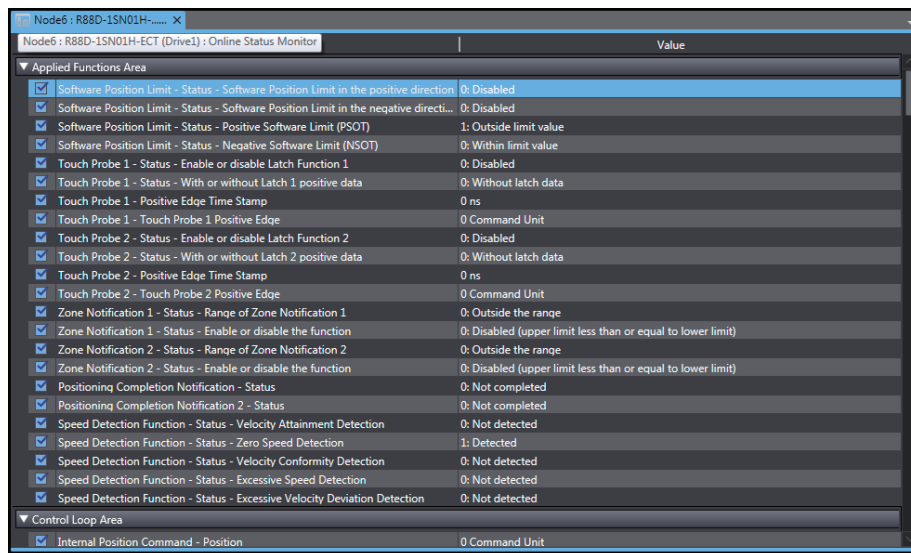 Node6 : R88D-1SN01H-...... X
Node6 : R88D-1SN01H-ECT (Drive1) : Online Status Monitor
Value
Applied Functions Area
Software Position Limit - Status - Software Position Limit in the positive direction 0: Disabled
Software Position Limit - Status - Software Position Limit in the negative directi... 0: Disabled
Software Position Limit - Status - Positive Software Limit (PSOT) 1: Outside limit value
Software Position Limit - Status - Negative Software Limit (NSOT) 0: Within limit value
Touch Probe 1 - Status - Enable or disable Latch Function 1 0: Disabled
Touch Probe 1 - Status - With or without Latch 1 positive data 0: Without latch data
Touch Probe 1 - Positive Edge Time Stamp 0 ns
Touch Probe 1 - Touch Probe 1 Positive Edge 0 Command Unit
Touch Probe 2 - Status - Enable or disable Latch Function 2 0: Disabled
Touch Probe 2 - Status - With or without Latch 2 positive data 0: Without latch data
Touch Probe 2 - Positive Edge Time Stamp 0 ns
Touch Probe 2 - Touch Probe 2 Positive Edge 0 Command Unit
Zone Notification 1 - Status - Range of Zone Notification 1 0: Outside the range
Zone Notification 1 - Status - Enable or disable the function 0: Disabled (upper limit less than or equal to lower limit)
Zone Notification 2 - Status - Range of Zone Notification 2 0: Outside the range
Zone Notification 2 - Status - Enable or disable the function 0: Disabled (upper limit less than or equal to lower limit)
Positioning Completion Notification - Status 0: Not completed
Positioning Completion Notification 2 - Status 0: Not completed
Speed Detection Function - Status - Velocity Attainment Detection 0: Not detected
Speed Detection Function - Status - Zero Speed Detection 1: Detected
Speed Detection Function - Status - Velocity Conformity Detection 0: Not detected
Speed Detection Function - Status - Excessive Speed Detection 0: Not detected
Speed Detection Function - Status - Excessive Velocity Deviation Detection 0: Not detected
Control Loop Area
Internal Position Command - Position 0 Command Unit